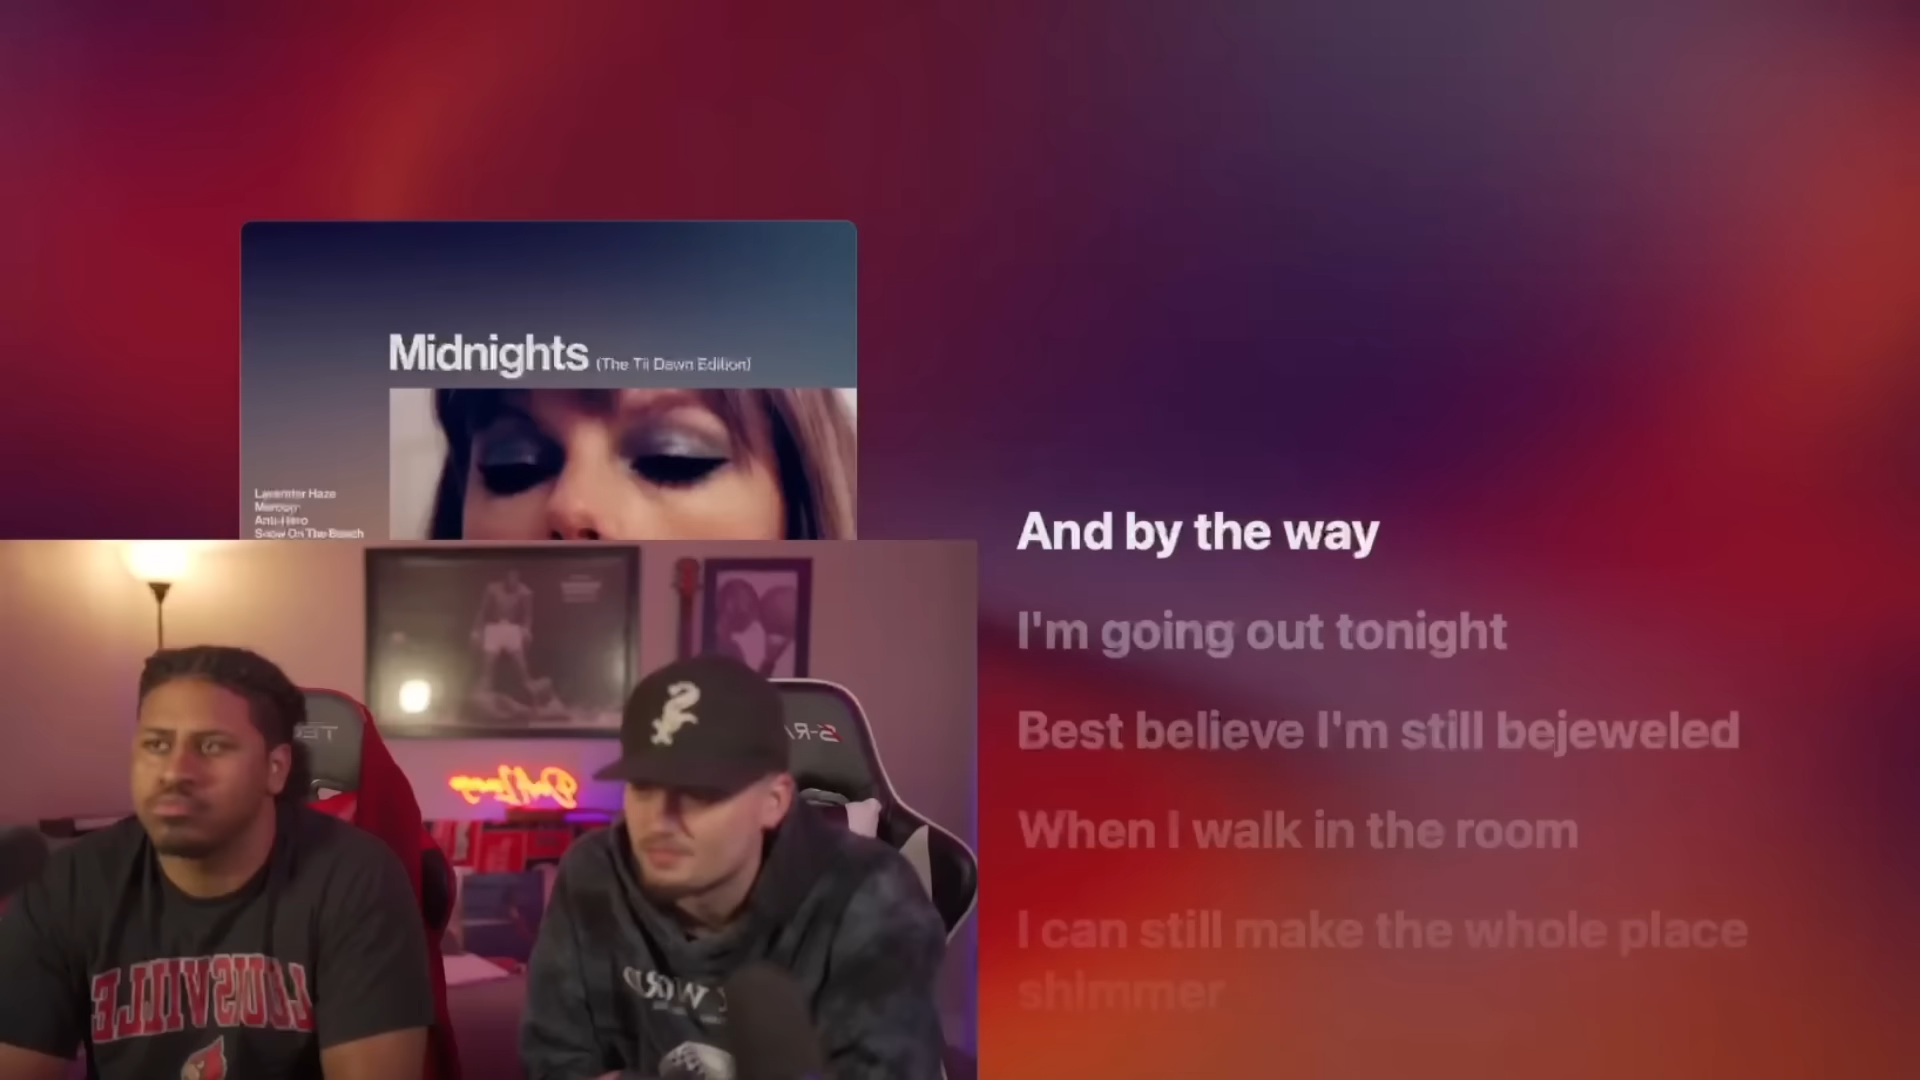 Midnights (The Til Dawn Edition)
Lavender Haze
Maroon
Anti-Hero
Snow On The Beach
And by the way
I'm going out tonight
Best believe I'm still bejeweled
When I walk in the room
I can still make the whole place
shimmer
LOUISVILLE